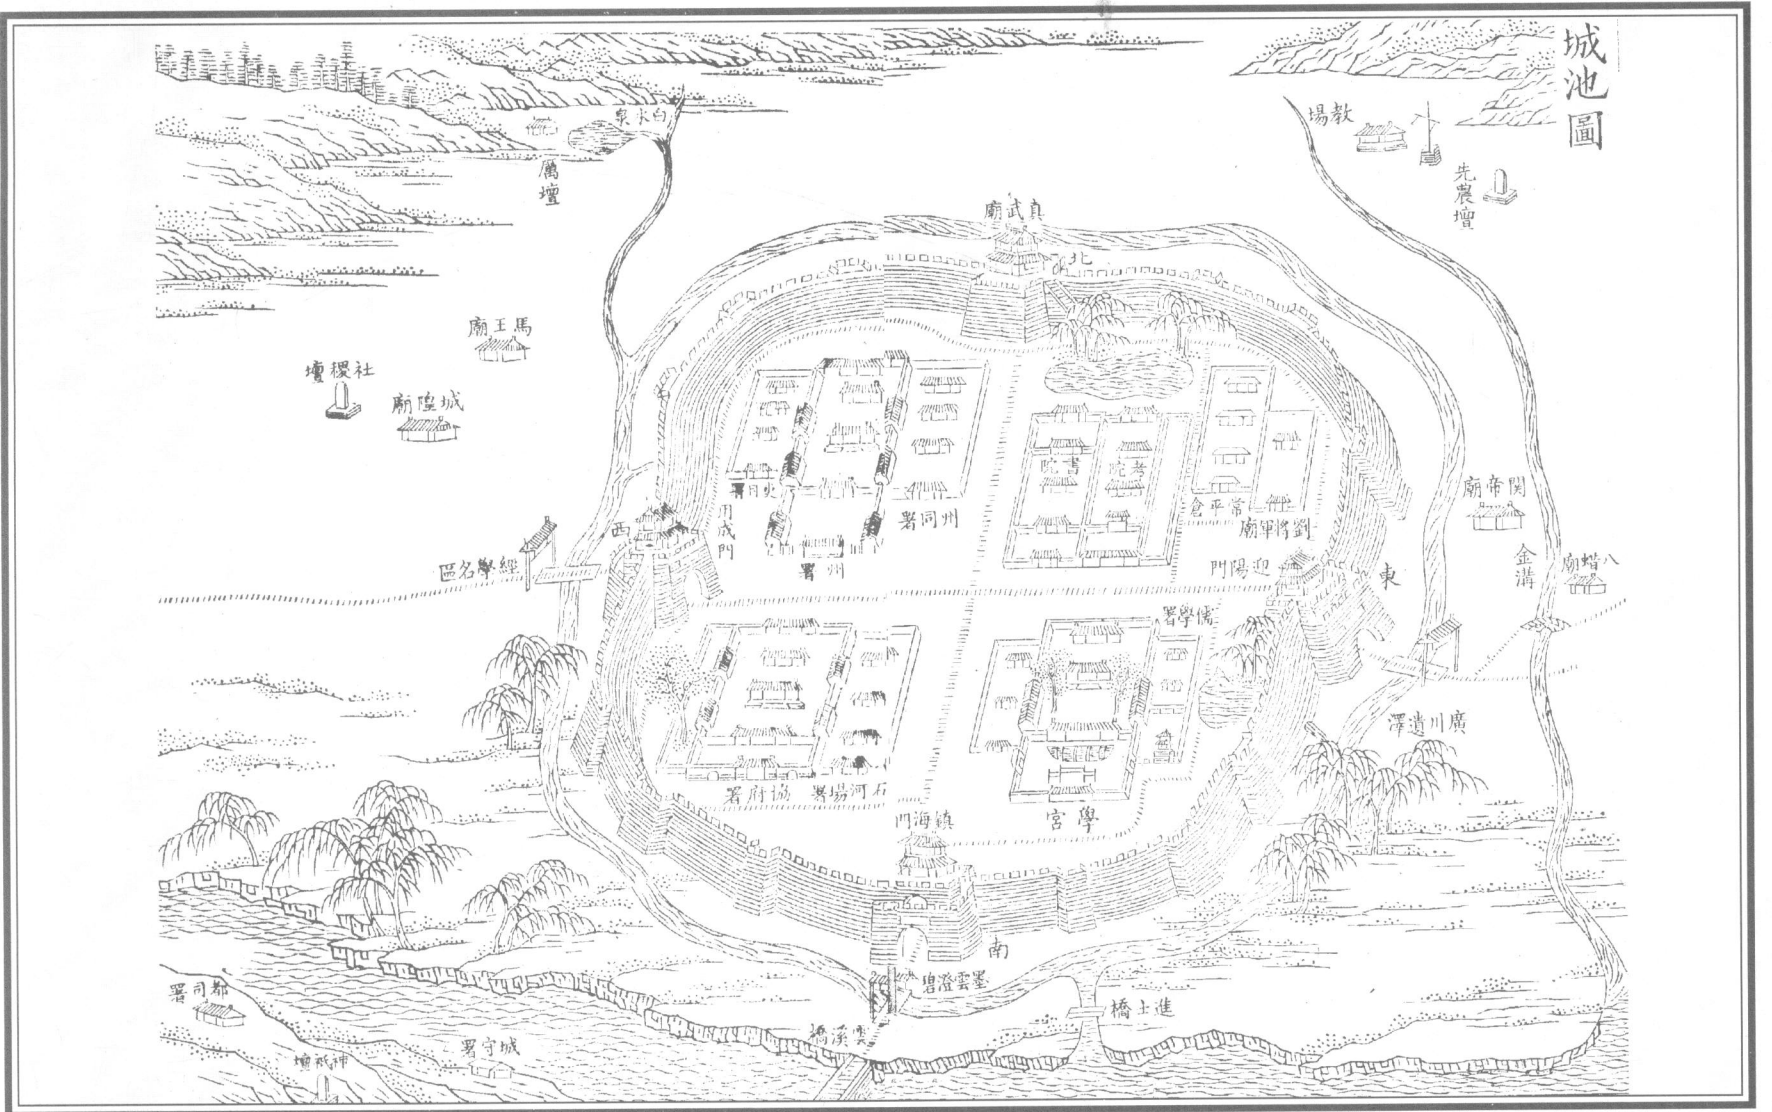 城池圖
教場
先農壇
白水泉
厲壇
真武廟
北
馬王廟
社稷壇
城隍廟
書院
考院
吏目署
州同署
州署
常平倉
劉將軍廟
關帝廟
金溝
八蜡廟
西
經學名區
迎陽門
東
儒學署
廣川遺澤
協府署
石河場署
鎮海門
學宮
南
墨雲澄碧
雲溪橋
進士橋
都司署
城守署
神祇壇